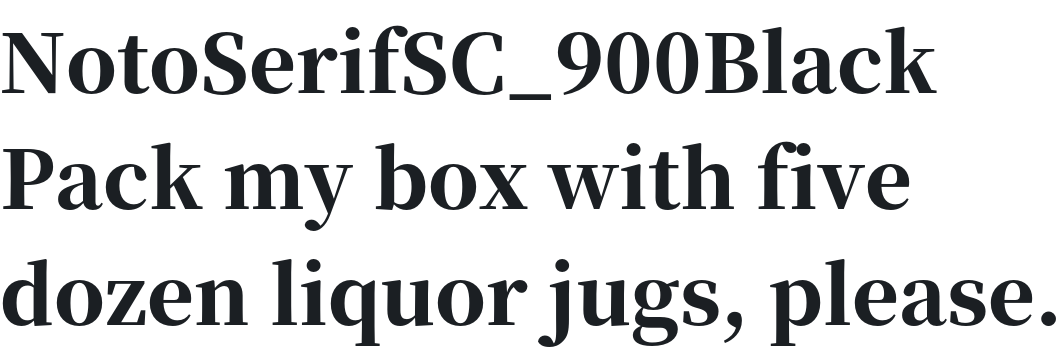 NotoSerifSC_900Black
Pack my box with five
dozen liquor jugs, please.